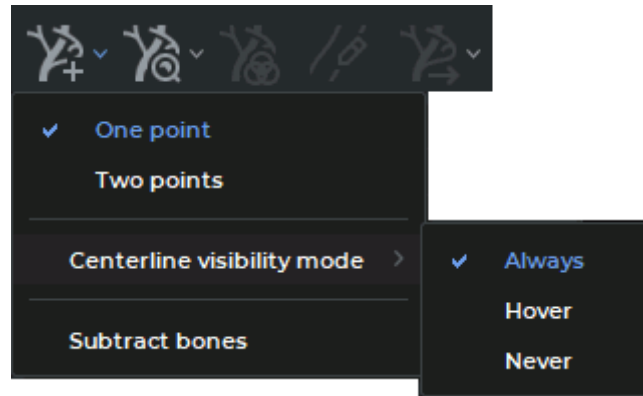 One point
Two points
Centerline visibility mode
Always
Hover
Subtract bones
Never